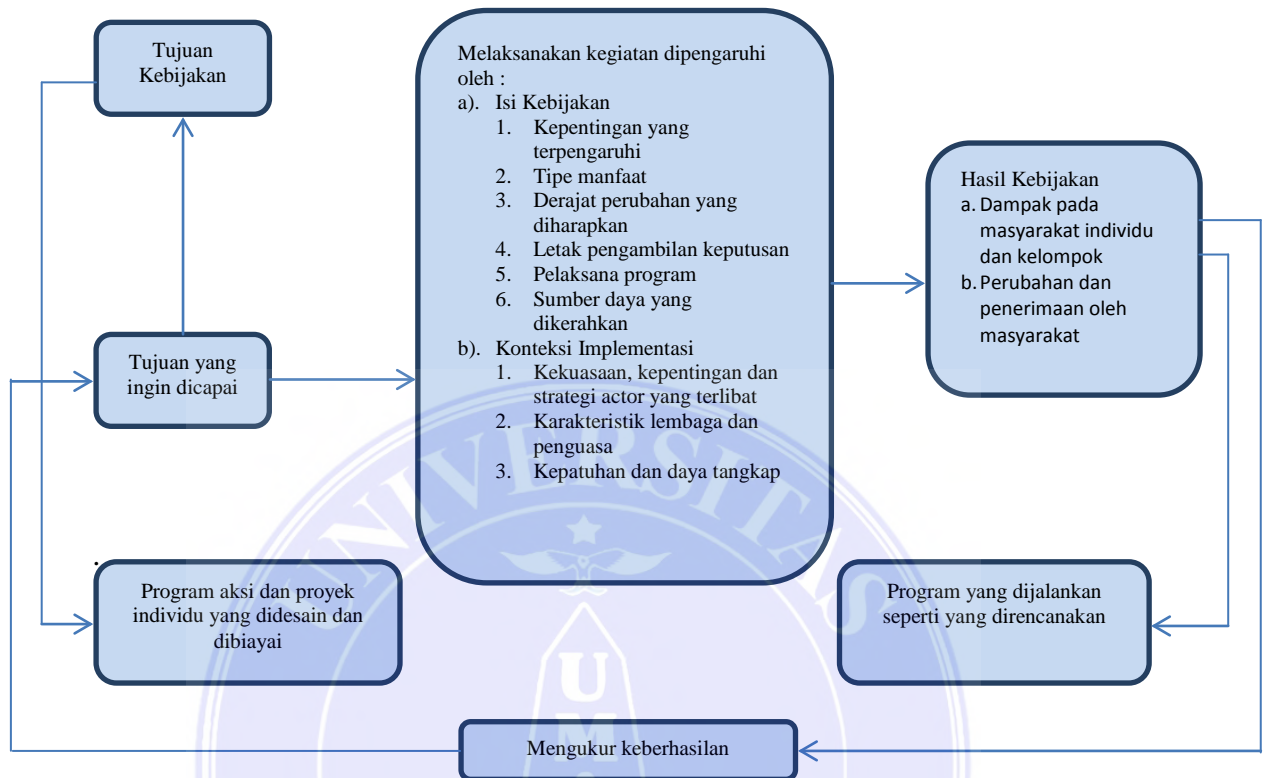 Tujuan
Kebijakan
Melaksanakan kegiatan dipengaruhi
oleh :
a). Isi Kebijakan
1. Kepentingan yang
terpengaruhi
2. Tipe manfaat
3. Derajat perubahan yang
diharapkan
4. Letak pengambilan keputusan
5. Pelaksana program
6. Sumber daya yang
dikerahkan
b). Konteksi Implementasi
1. Kekuasaan, kepentingan dan
strategi actor yang terlibat
2. Karakteristik lembaga dan
penguasa
3. Kepatuhan dan daya tangkap
Hasil Kebijakan
a. Dampak pada
masyarakat individu
dan kelompok
b. Perubahan dan
penerimaan oleh
masyarakat
Tujuan yang
ingin dicapai
.
Program aksi dan proyek
individu yang didesain dan
dibiayai
Program yang dijalankan
seperti yang direncanakan
Mengukur keberhasilan
UNIVERSITAS
U
M